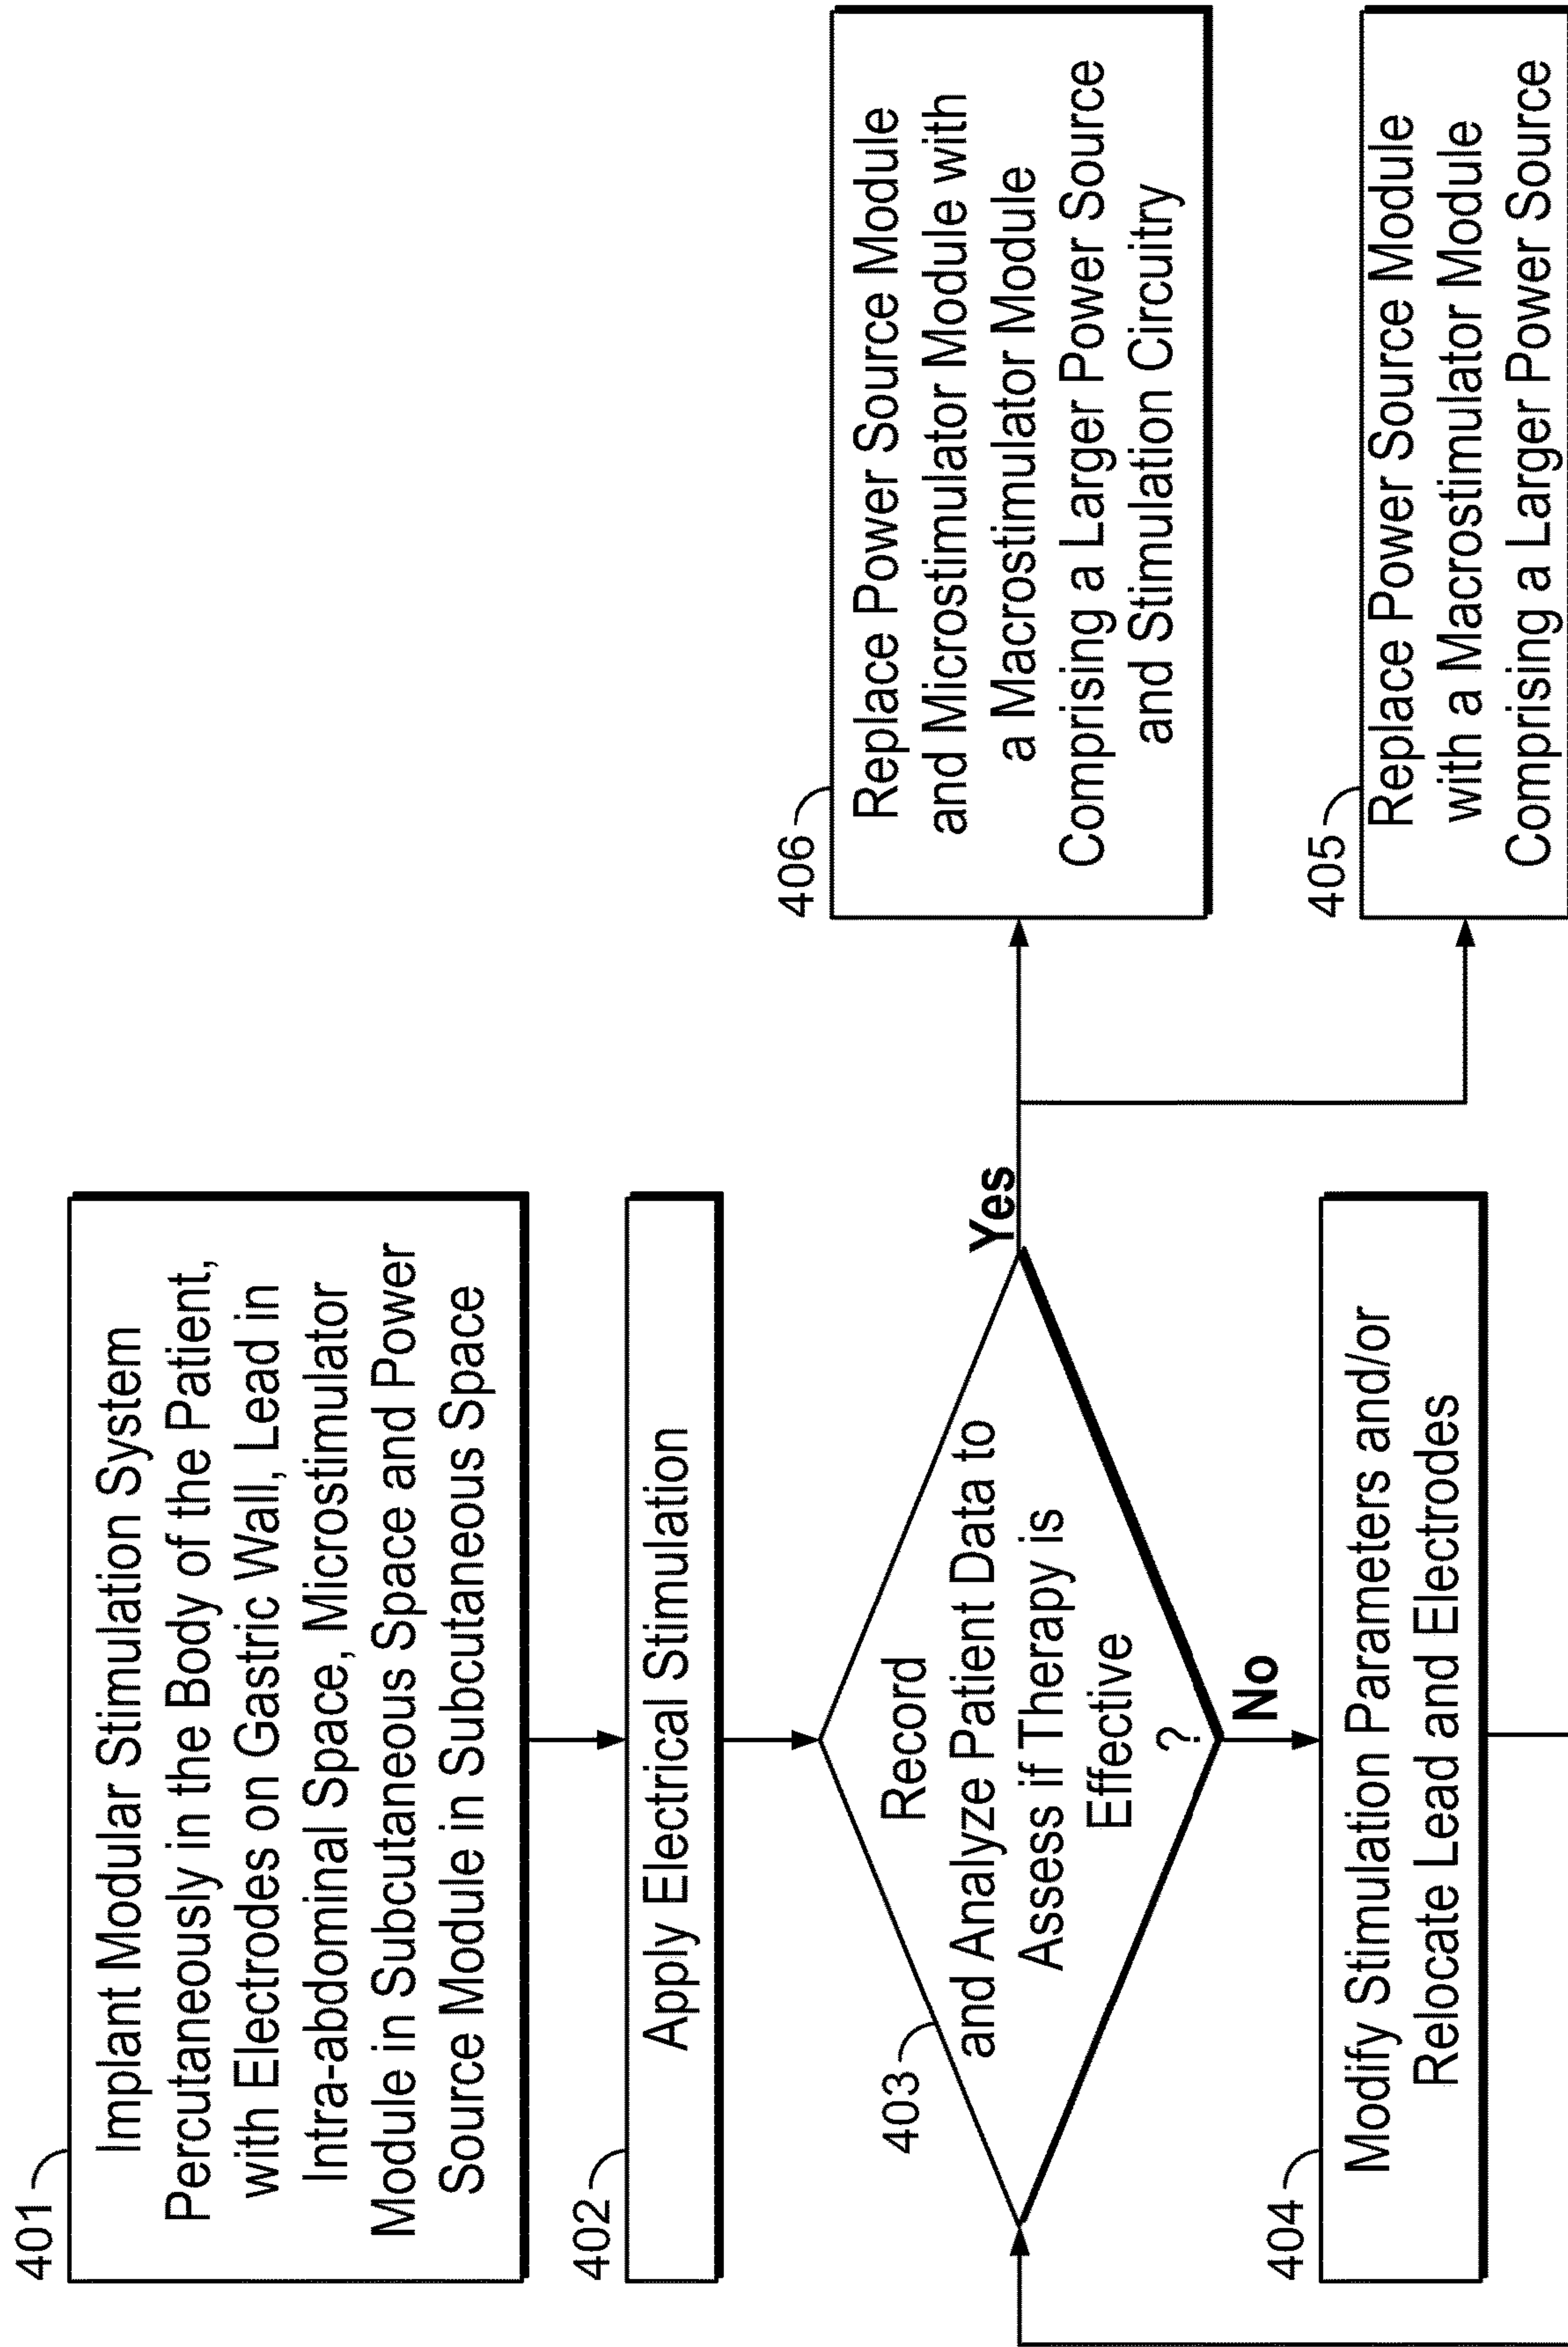 401
Implant Modular Stimulation System
Percutaneously in the Body of the Patient,
with Electrodes on Gastric Wall, Lead in
Intra-abdominal Space, Microstimulator
Module in Subcutaneous Space and Power
Source Module in Subcutaneous Space
402
Apply Electrical Stimulation
403
Record
and Analyze Patient Data to
Assess if Therapy is
Effective
?
Yes
No
404
Modify Stimulation Parameters and/or
Relocate Lead and Electrodes
406
Replace Power Source Module
and Microstimulator Module with
a Macrostimulator Module
Comprising a Larger Power Source
and Stimulation Circuitry
405
Replace Power Source Module
with a Macrostimulator Module
Comprising a Larger Power Source